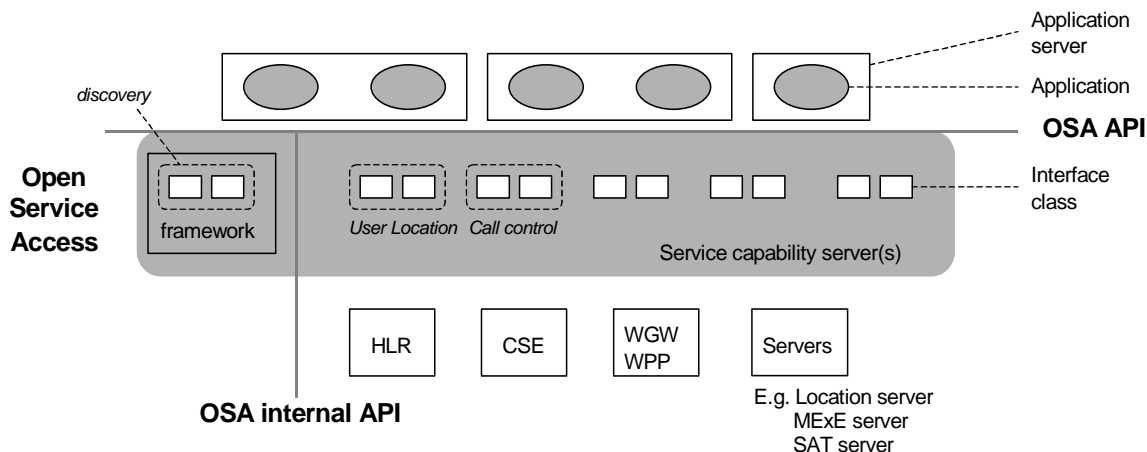 Application
server
discovery
Application
OSA API
Open
Service
Access
Interface
class
framework
User Location
Call control
Service capability server(s)
HLR
CSE
WGW
WPP
Servers
OSA internal API
E.g. Location server
MExE server
SAT server